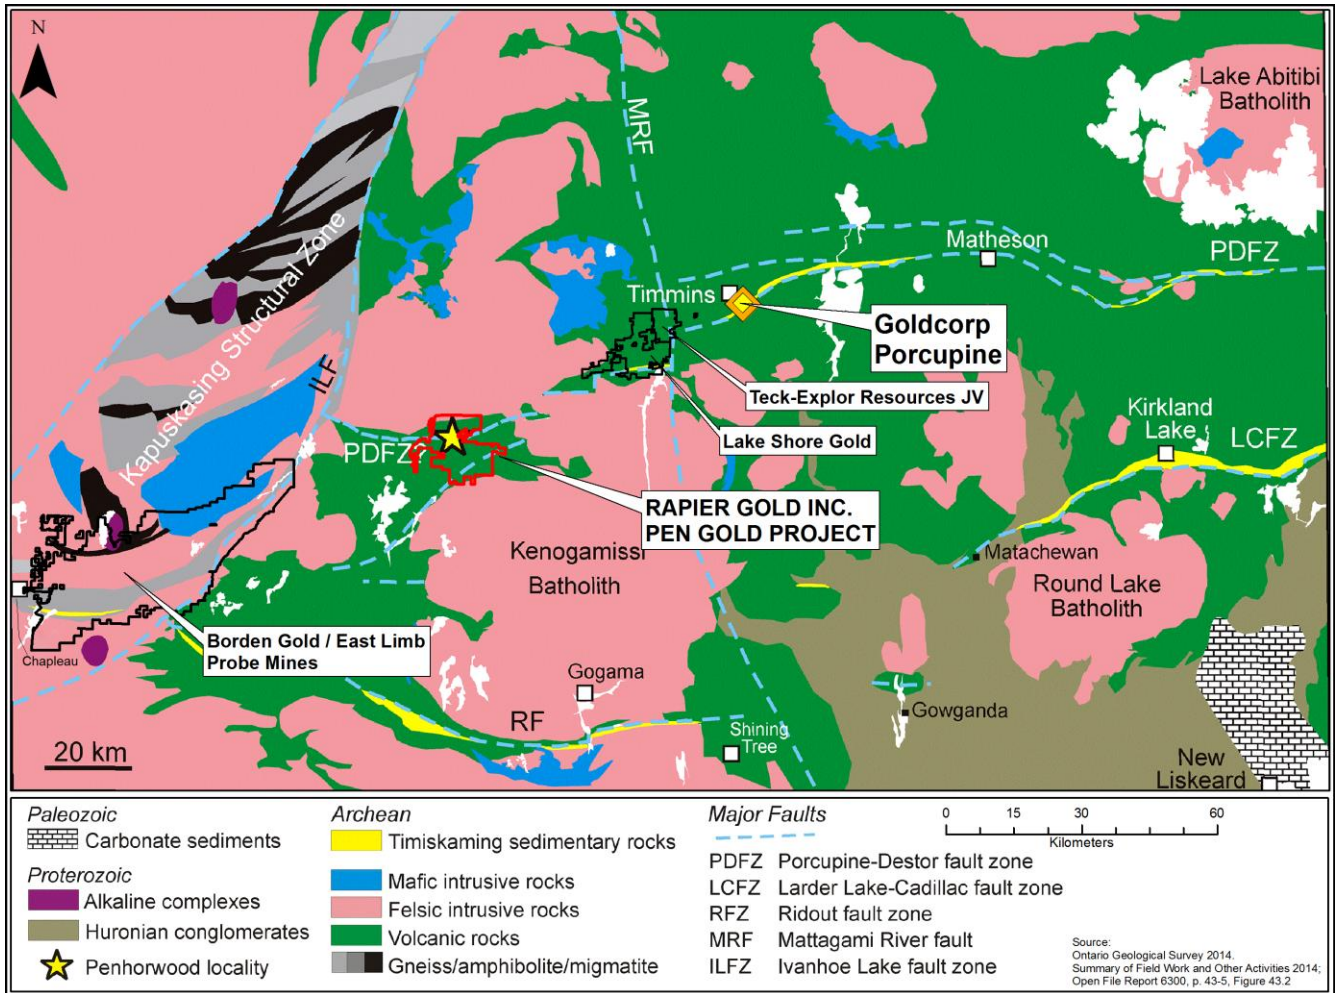 N
Lake Abitibi
Batholith
MRF
Matheson
PDFZ
Timmins
Goldcorp
Porcupine
Kapuskasing Structural Zone
ILF
Teck-Explor Resources JV
Lake Shore Gold
Kirkland
Lake
LCFZ
PDFZ
RAPIER GOLD INC.
PEN GOLD PROJECT
Kenogamissi
Batholith
Matachewan
Round Lake
Batholith
Borden Gold / East Limb
Probe Mines
Chapleau
Gogama
RF
Gowganda
Shining
Tree
New
Liskeard
20 km
Paleozoic
Carbonate sediments
Proterozoic
Alkaline complexes
Huronian conglomerates
Penhorwood locality
Archean
Timiskaming sedimentary rocks
Mafic intrusive rocks
Felsic intrusive rocks
Volcanic rocks
Gneiss/amphibolite/migmatite
Major Faults
PDFZ Porcupine-Destor fault zone
LCFZ Larder Lake-Cadillac fault zone
RFZ Ridout fault zone
MRF Mattagami River fault
ILFZ Ivanhoe Lake fault zone
0 15 30 45 60
Kilometers
Source:
Ontario Geological Survey 2014.
Summary of Field Work and Other Activities 2014;
Open File Report 6300, p. 43-5, Figure 43.2